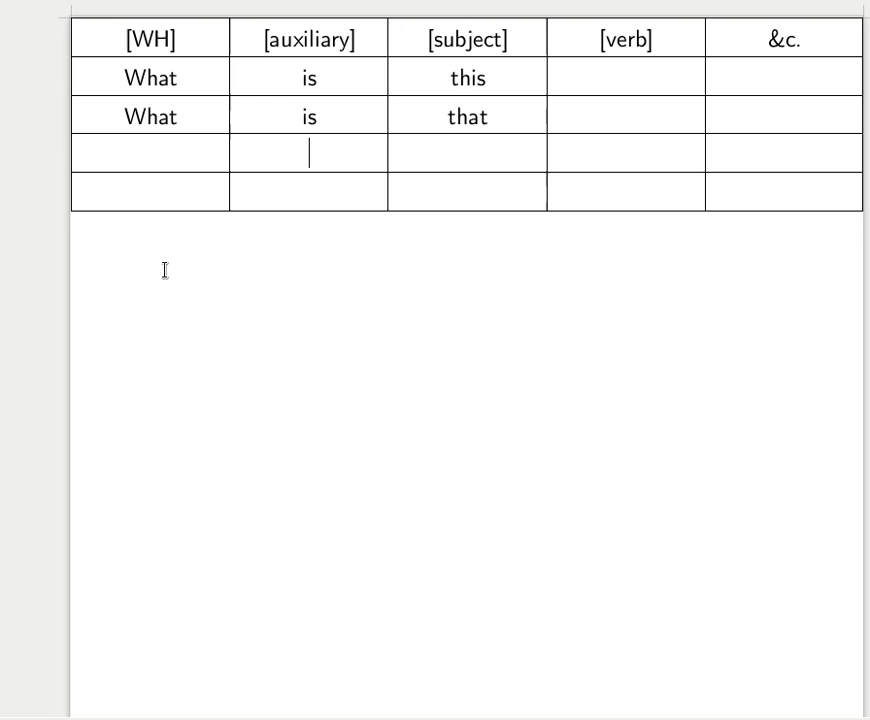 [WH] [auxiliary] [subject] [verb] &c.
What is this
What is that